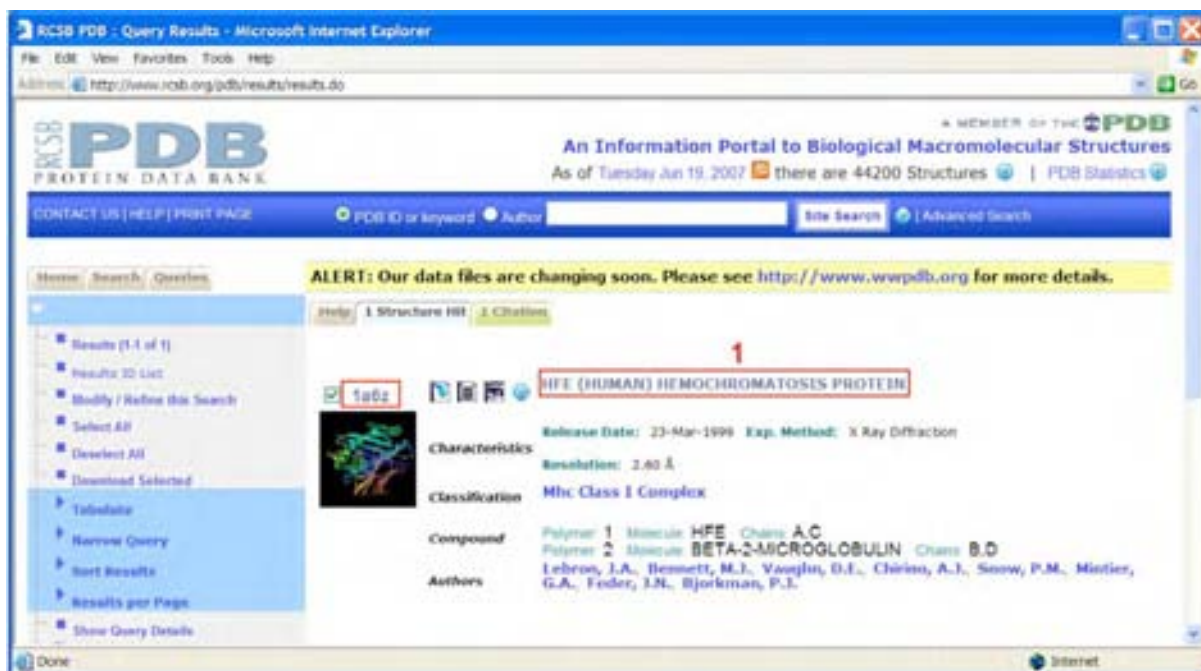 RCSB PDB : Query Results - Microsoft Internet Explorer
File Edit View Favorites Tools Help
Address http://www.rcsb.org/pdb/results/results.do
Go
RCSB PDB
PROTEIN DATA BANK
A MEMBER OF THE PDB
An Information Portal to Biological Macromolecular Structures
As of Tuesday Jun 19, 2007 there are 44200 Structures | PDB Statistics
CONTACT US | HELP | PRINT PAGE
PDB ID or keyword Author Site Search | Advanced Search
Home Search Queries
ALERT: Our data files are changing soon. Please see http://www.wwpdb.org for more details.
Help 1 Structure Hit 1 Citation
Results (1-1 of 1)
Results ID List
Modify / Refine this Search
Select All
Deselect All
Download Selected
Tabulate
Narrow Query
Sort Results
Results per Page
Show Query Details
1
1a6z
HFE (HUMAN) HEMOCHROMATOSIS PROTEIN
Characteristics
Release Date: 23-Mar-1999 Exp. Method: X Ray Diffraction
Resolution: 2.60 Å
Classification
Mhc Class I Complex
Compound
Polymer 1 Molecule HFE Chains A,C
Polymer 2 Molecule BETA-2-MICROGLOBULIN Chains B,D
Authors
Lebron, J.A., Bennett, M.J., Vaughn, D.E., Chirino, A.J., Snow, P.M., Mintier,
G.A., Feder, J.N., Bjorkman, P.J.
Done
Internet